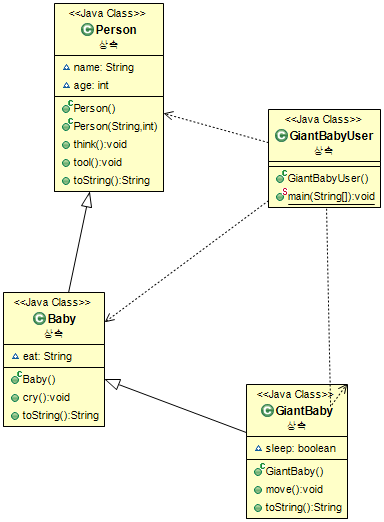 <<Java Class>>
Person
상속
name: String
age: int
Person()
Person(String,int)
think():void
tool():void
toString():String
<<Java Class>>
GiantBabyUser
상속
GiantBabyUser()
main(String[]):void
<<Java Class>>
Baby
상속
eat: String
Baby()
cry():void
toString():String
<<Java Class>>
GiantBaby
상속
sleep: boolean
GiantBaby()
move():void
toString():String